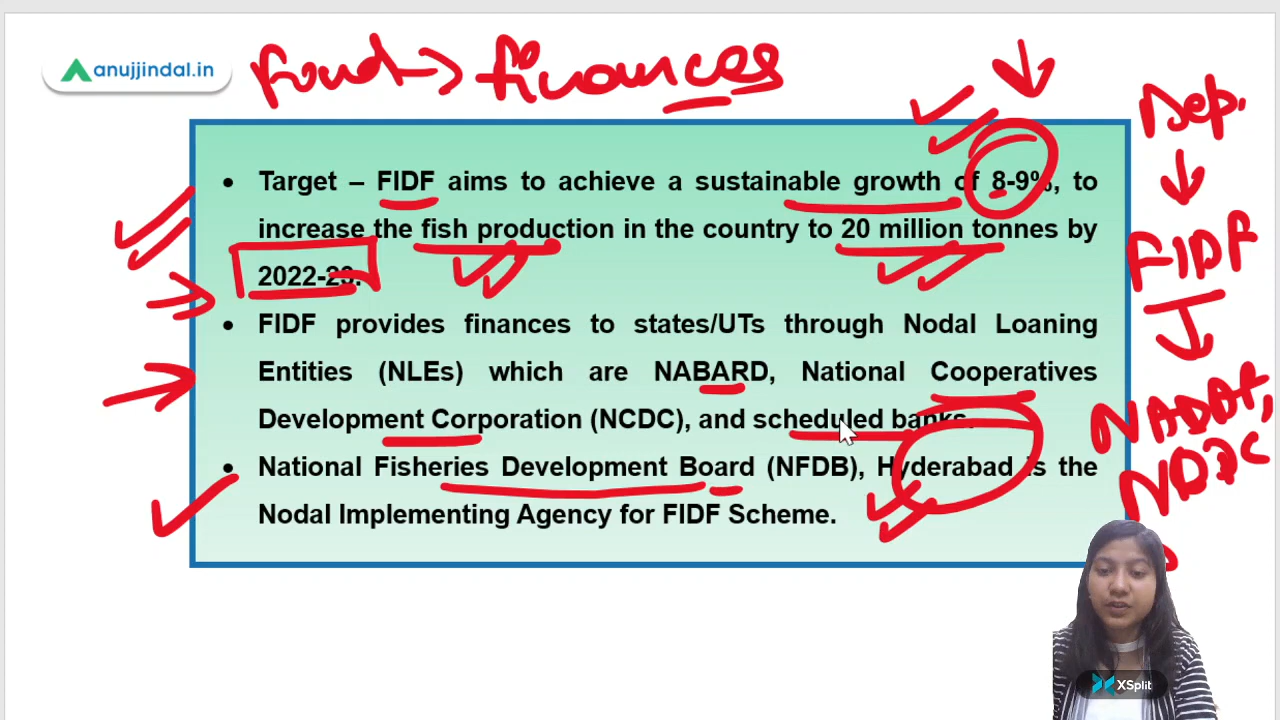 anujjindal.in
Fund → finances
Dep.
• Target – FIDF aims to achieve a sustainable growth of 8-9%, to
increase the fish production in the country to 20 million tonnes by
2022-23.
FIDF
• FIDF provides finances to states/UTs through Nodal Loaning
Entities (NLEs) which are NABARD, National Cooperatives
Development Corporation (NCDC), and scheduled banks.
• National Fisheries Development Board (NFDB), Hyderabad is the
Nodal Implementing Agency for FIDF Scheme.
XSplit